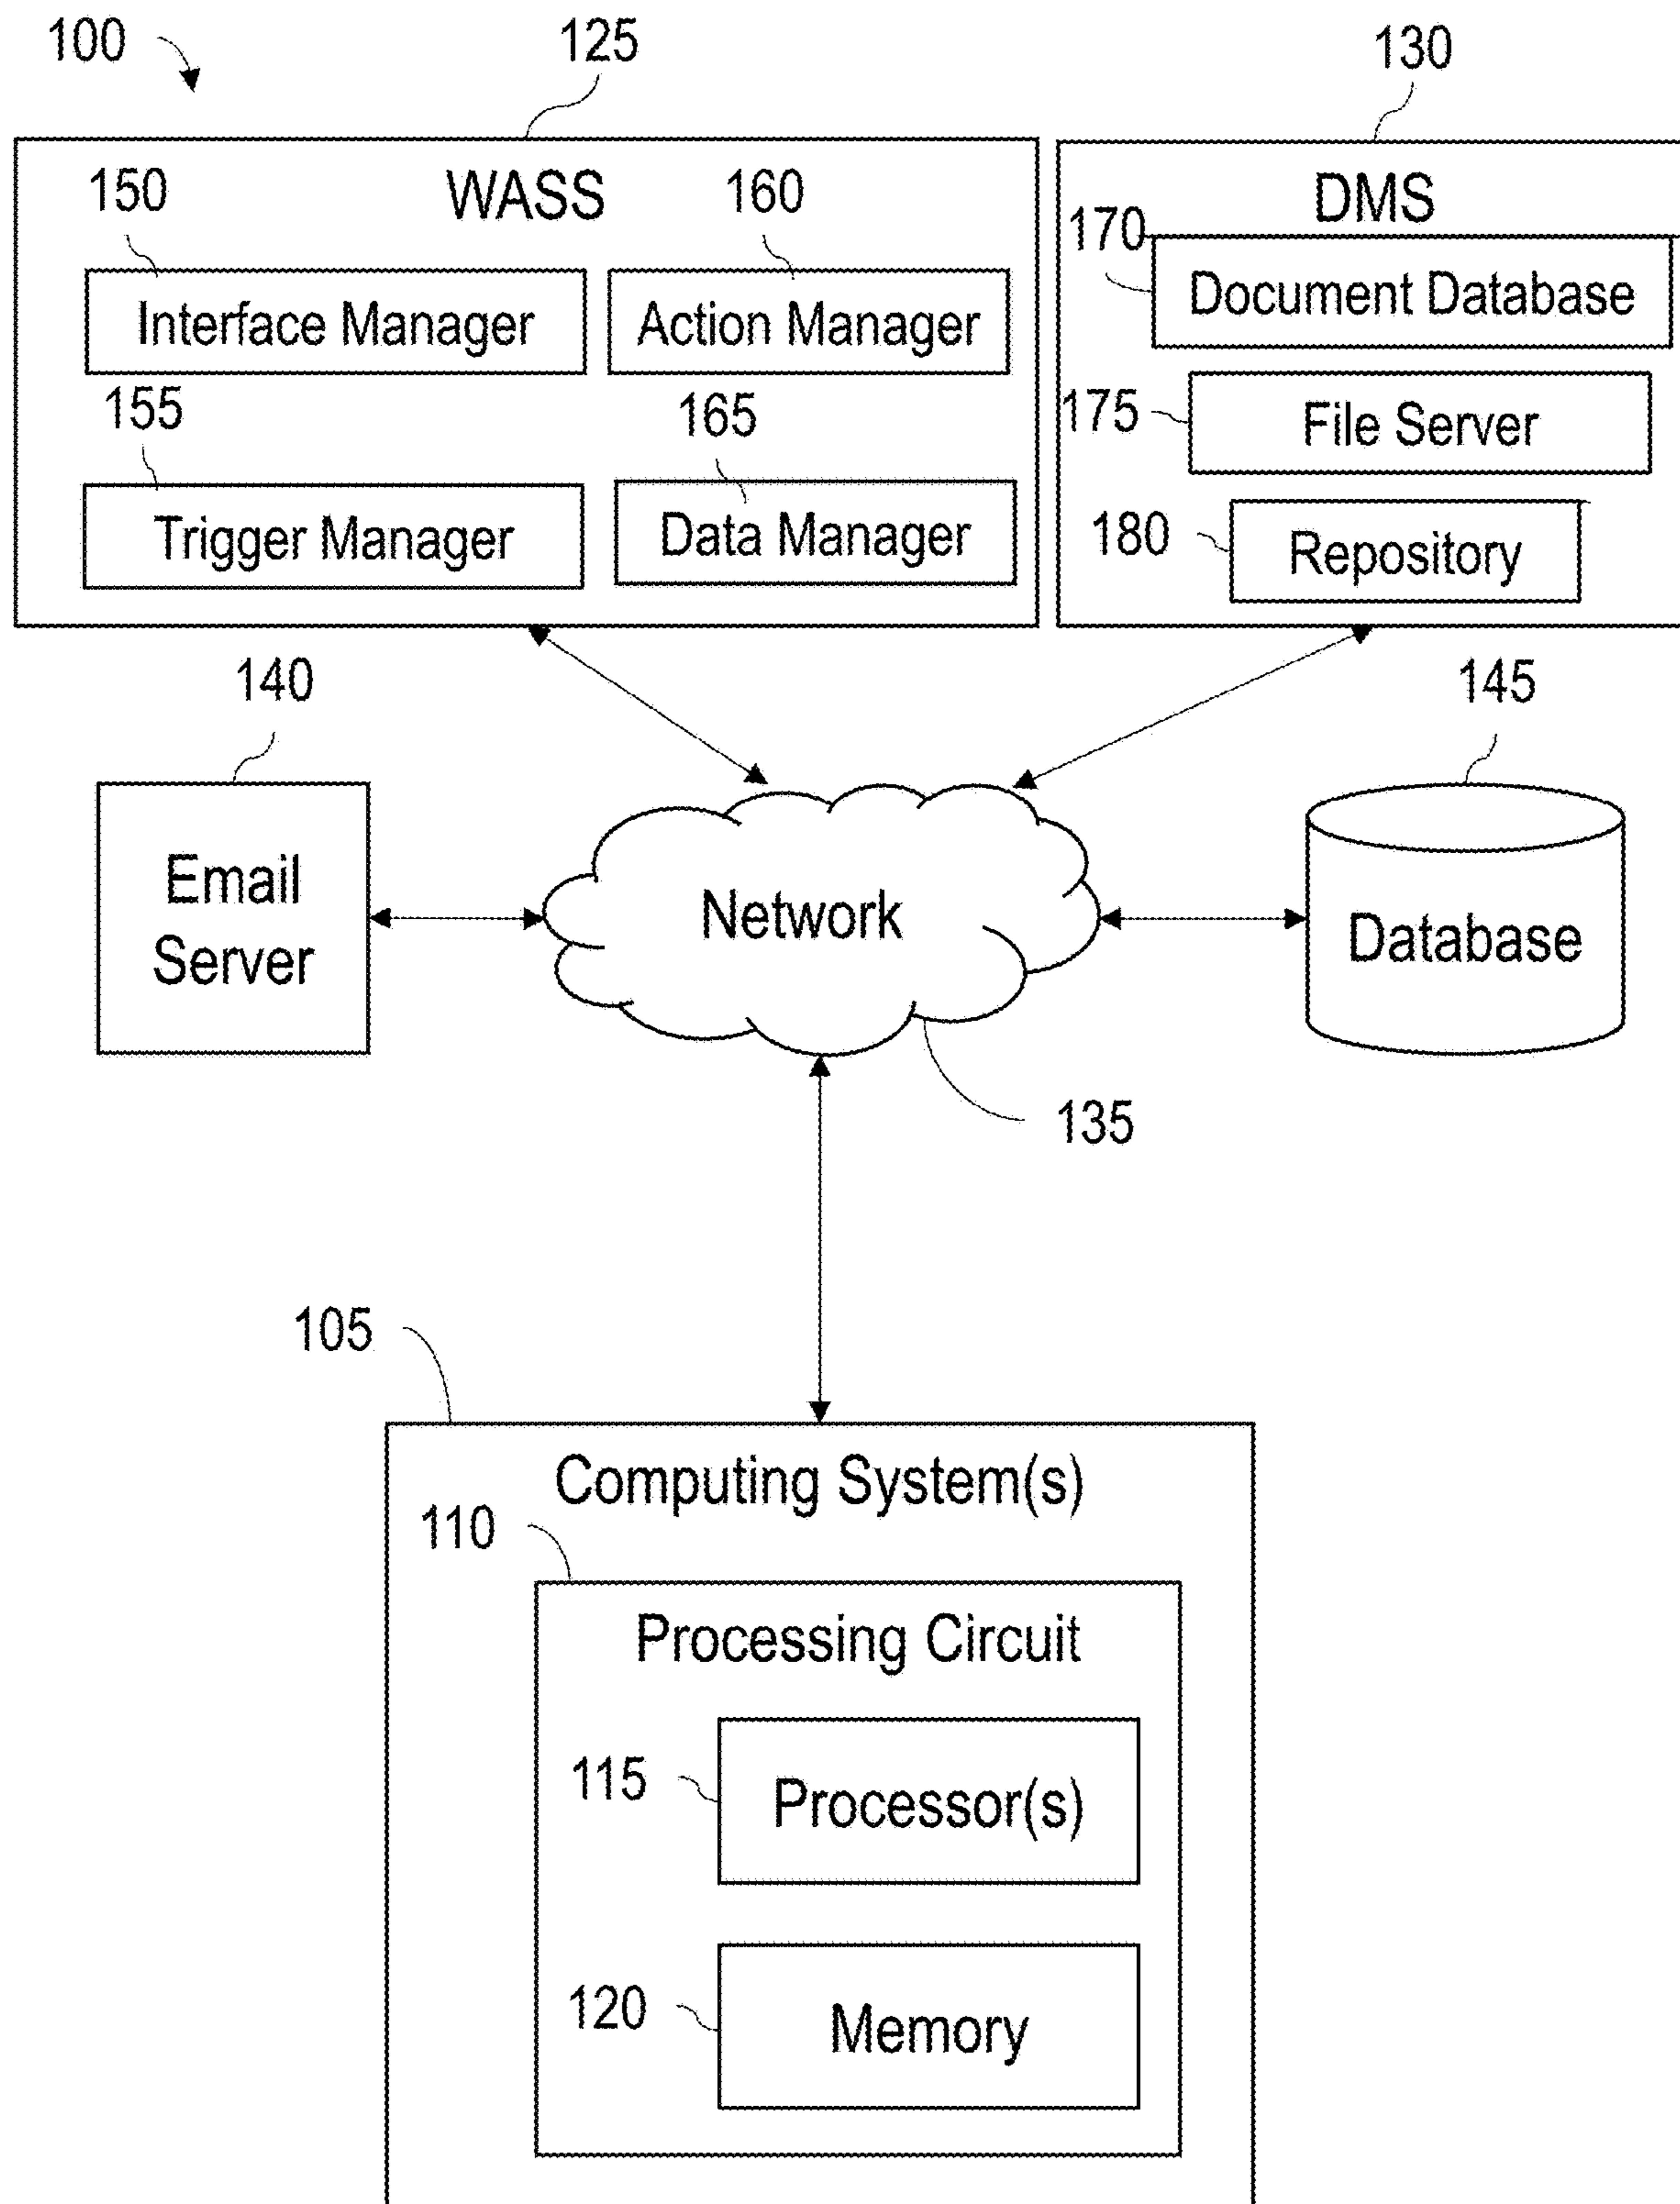 100
125
130
WASS
DMS
150
160
170
Interface Manager
Action Manager
Document Database
155
165
175
File Server
Trigger Manager
Data Manager
180
Repository
140
145
Email
Server
Network
Database
135
105
Computing System(s)
110
Processing Circuit
115
Processor(s)
120
Memory